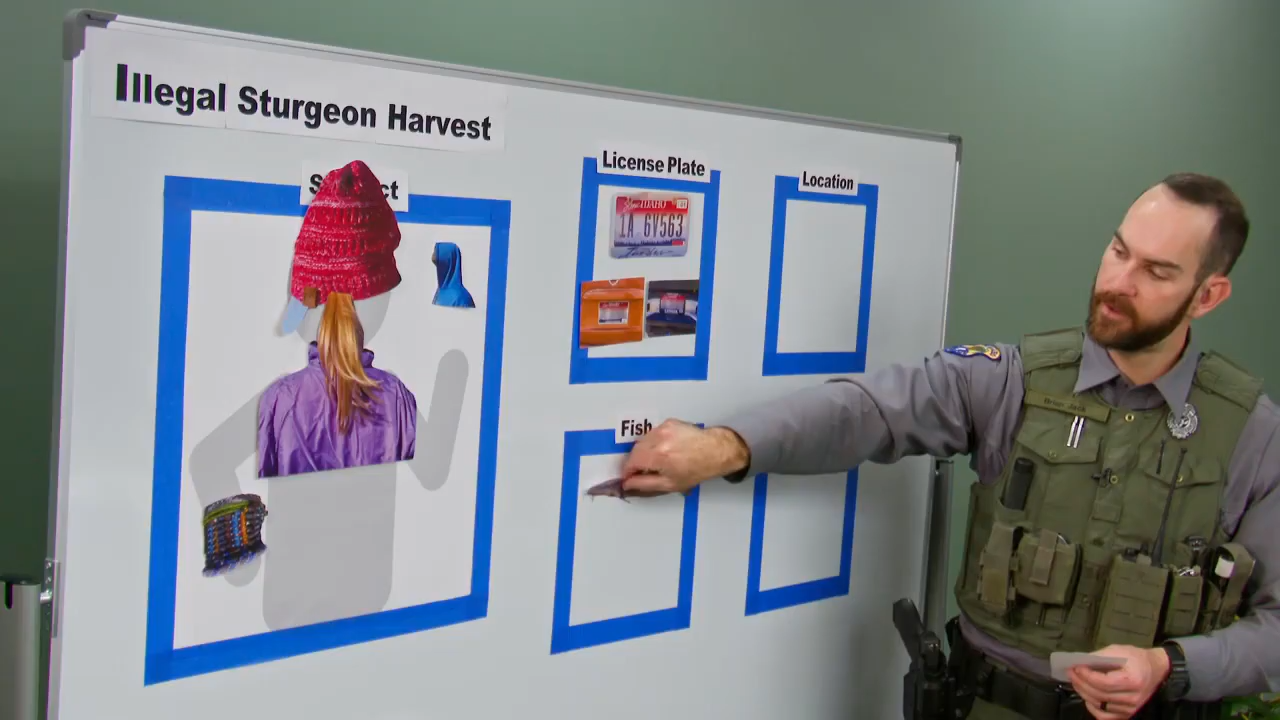 Illegal Sturgeon Harvest
License Plate
IDAHO
1A 6V563
Location
Fish